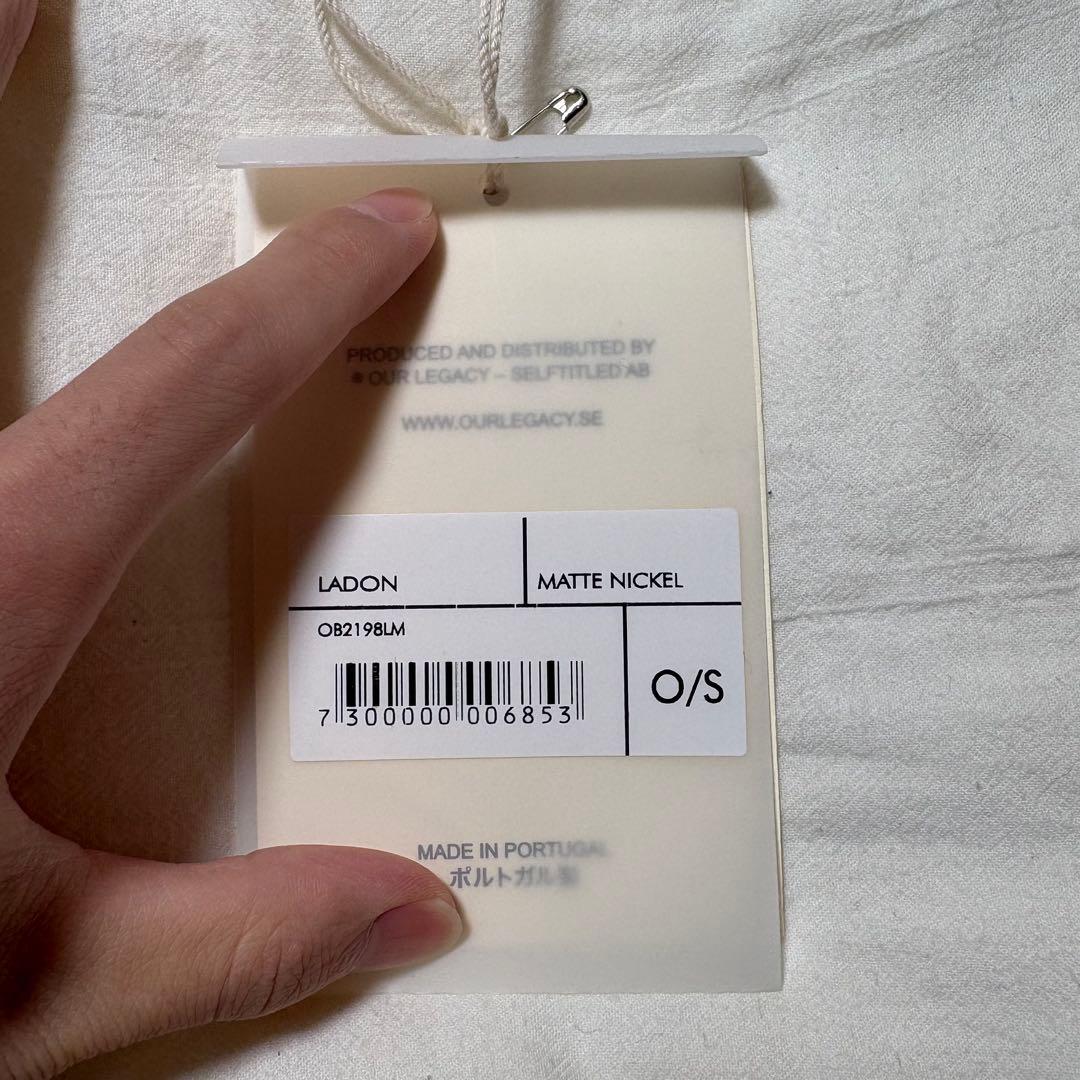 PRODUCED AND DISTRIBUTED BY
® OUR LEGACY – SELFTITLED AB
WWW.OURLEGACY.SE
LADON
MATTE NICKEL
OB2198LM
O/S
7 300000 006853
MADE IN PORTUGAL
ポルトガル製